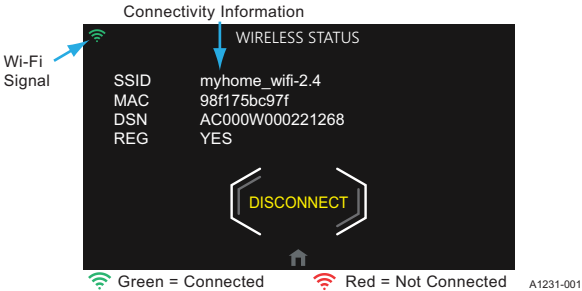 Connectivity Information
WIRELESS STATUS
Wi-Fi
Signal
SSID myhome_wifi-2.4
MAC 98f175bc97f
DSN AC000W000221268
REG YES
DISCONNECT
Green = Connected Red = Not Connected A1231-001